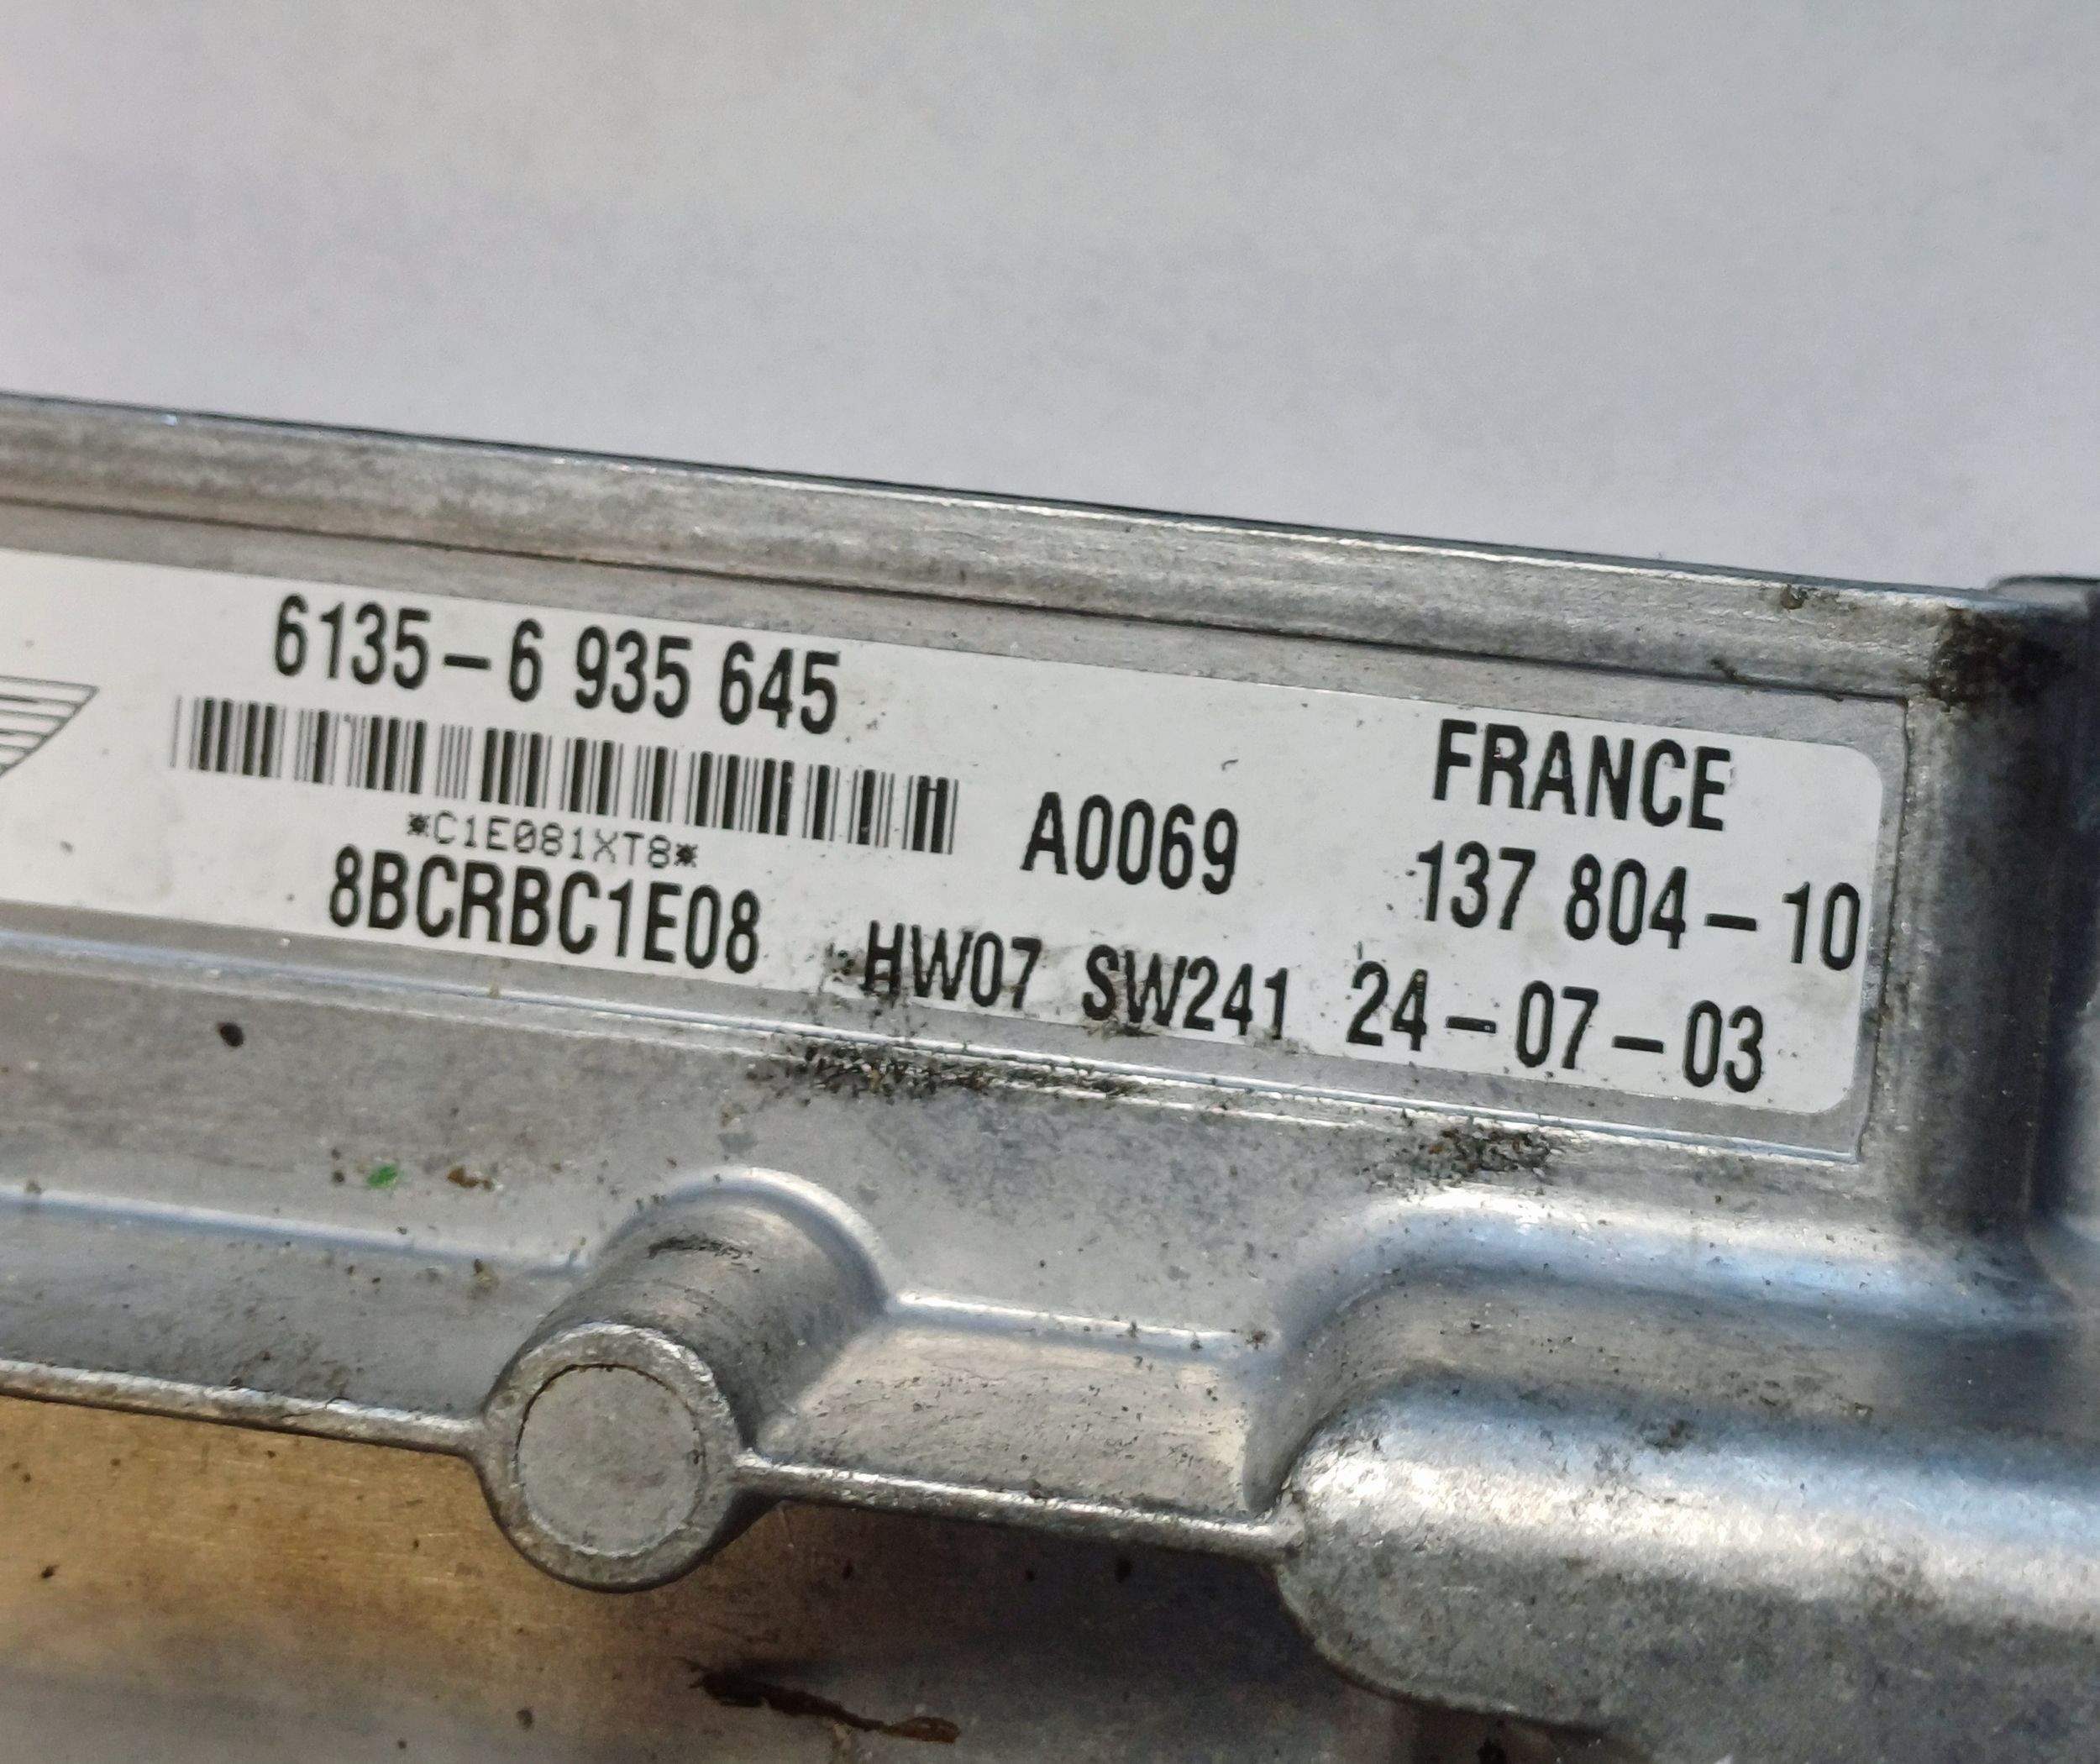 6135-6 935 645
FRANCE
*C1E081XT8*
A0069
137 804-10
8BCRBC1E08
HW07 SW241 24-07-03